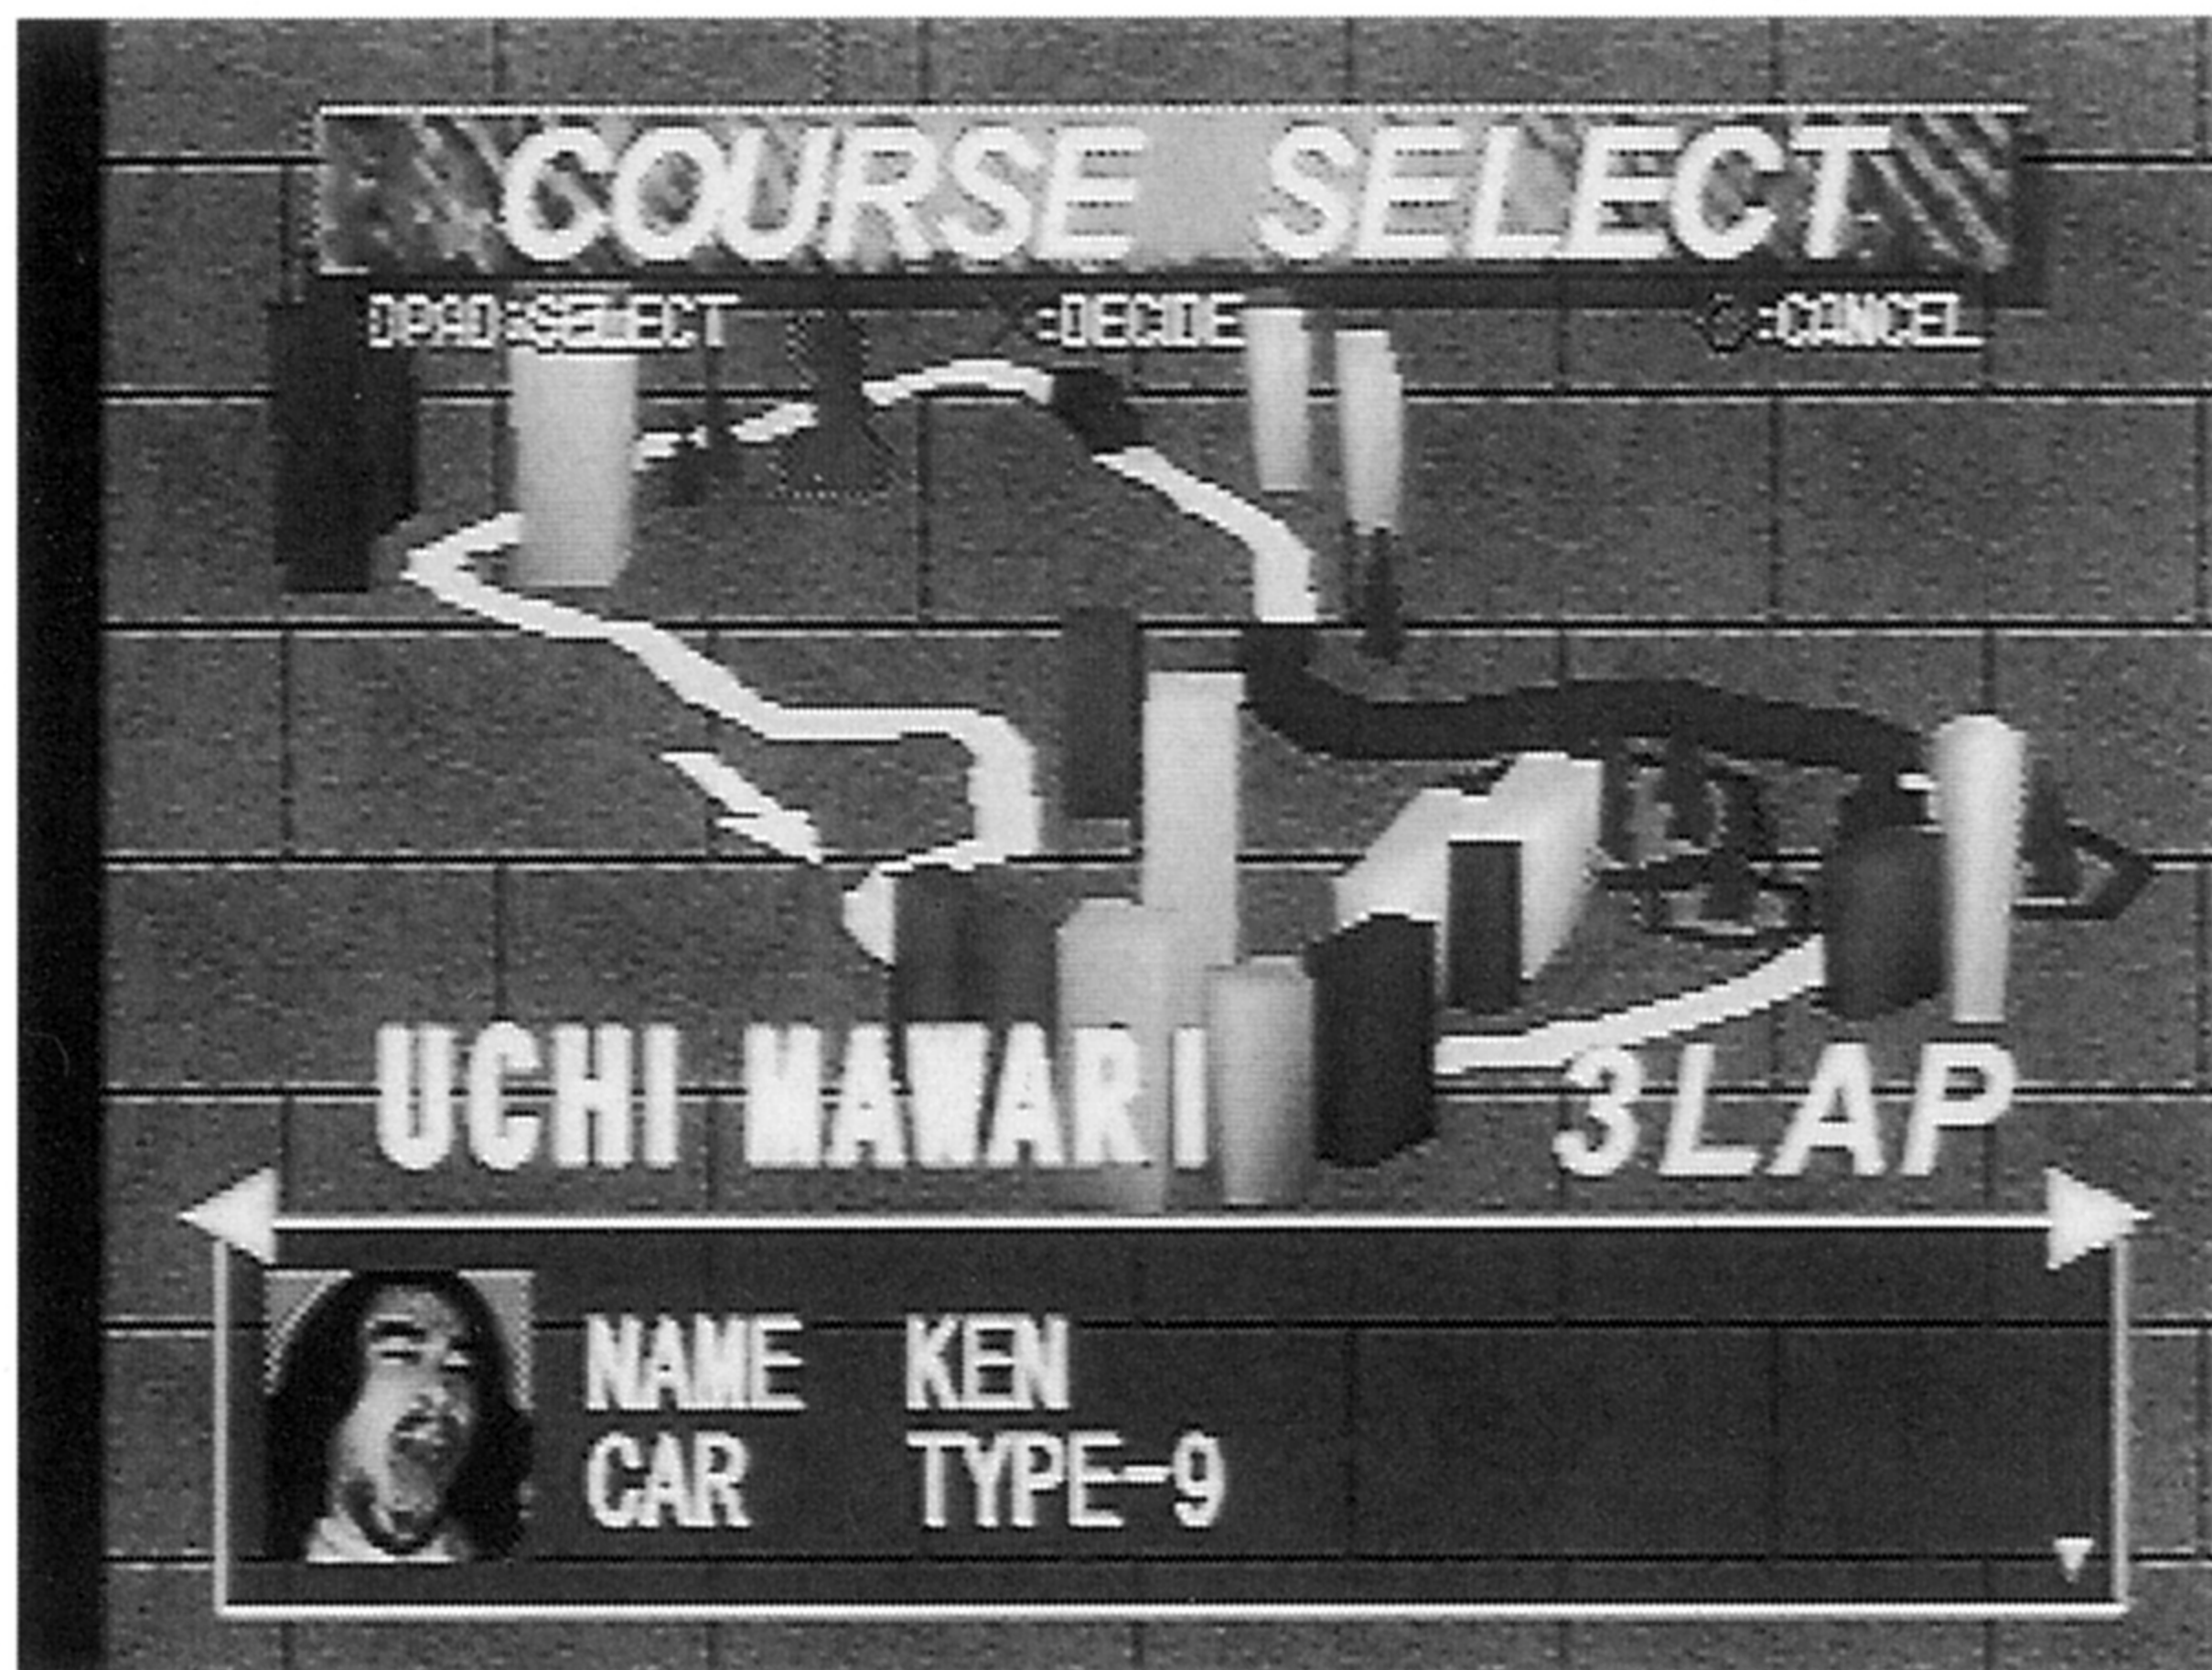 COURSE SELECT
DPAD:SELECT :DECIDE :CANCEL
UCHI MAWARI 3LAP
NAME KEN
CAR TYPE-9